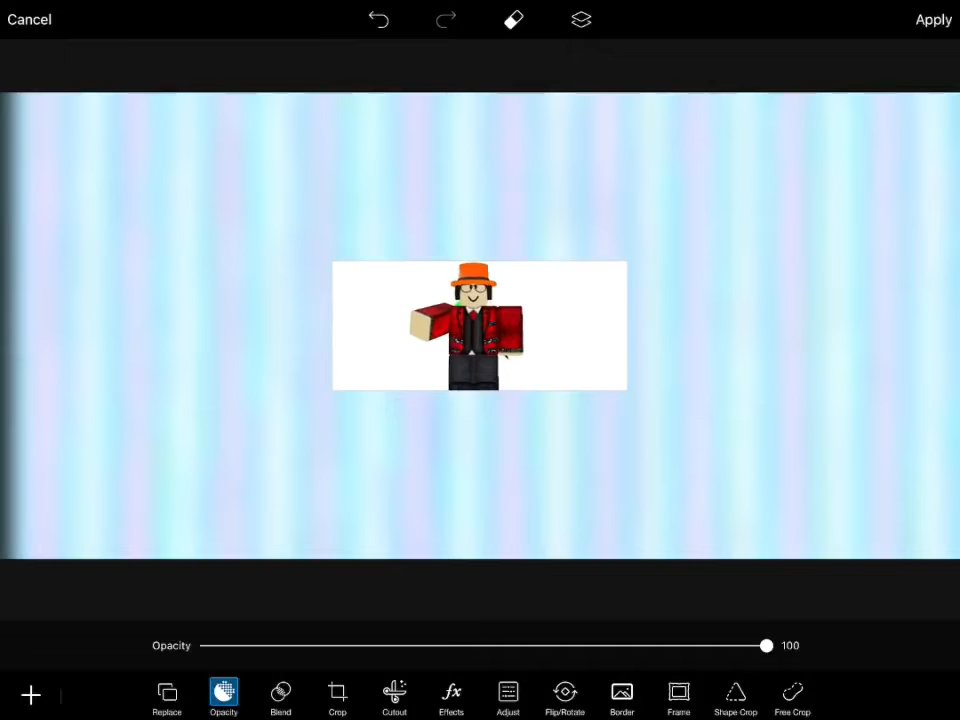 Cancel
Apply
Opacity 100
Replace Opacity Blend Crop Cutout Effects Adjust Flip/Rotate Border Frame Shape Crop Free Crop